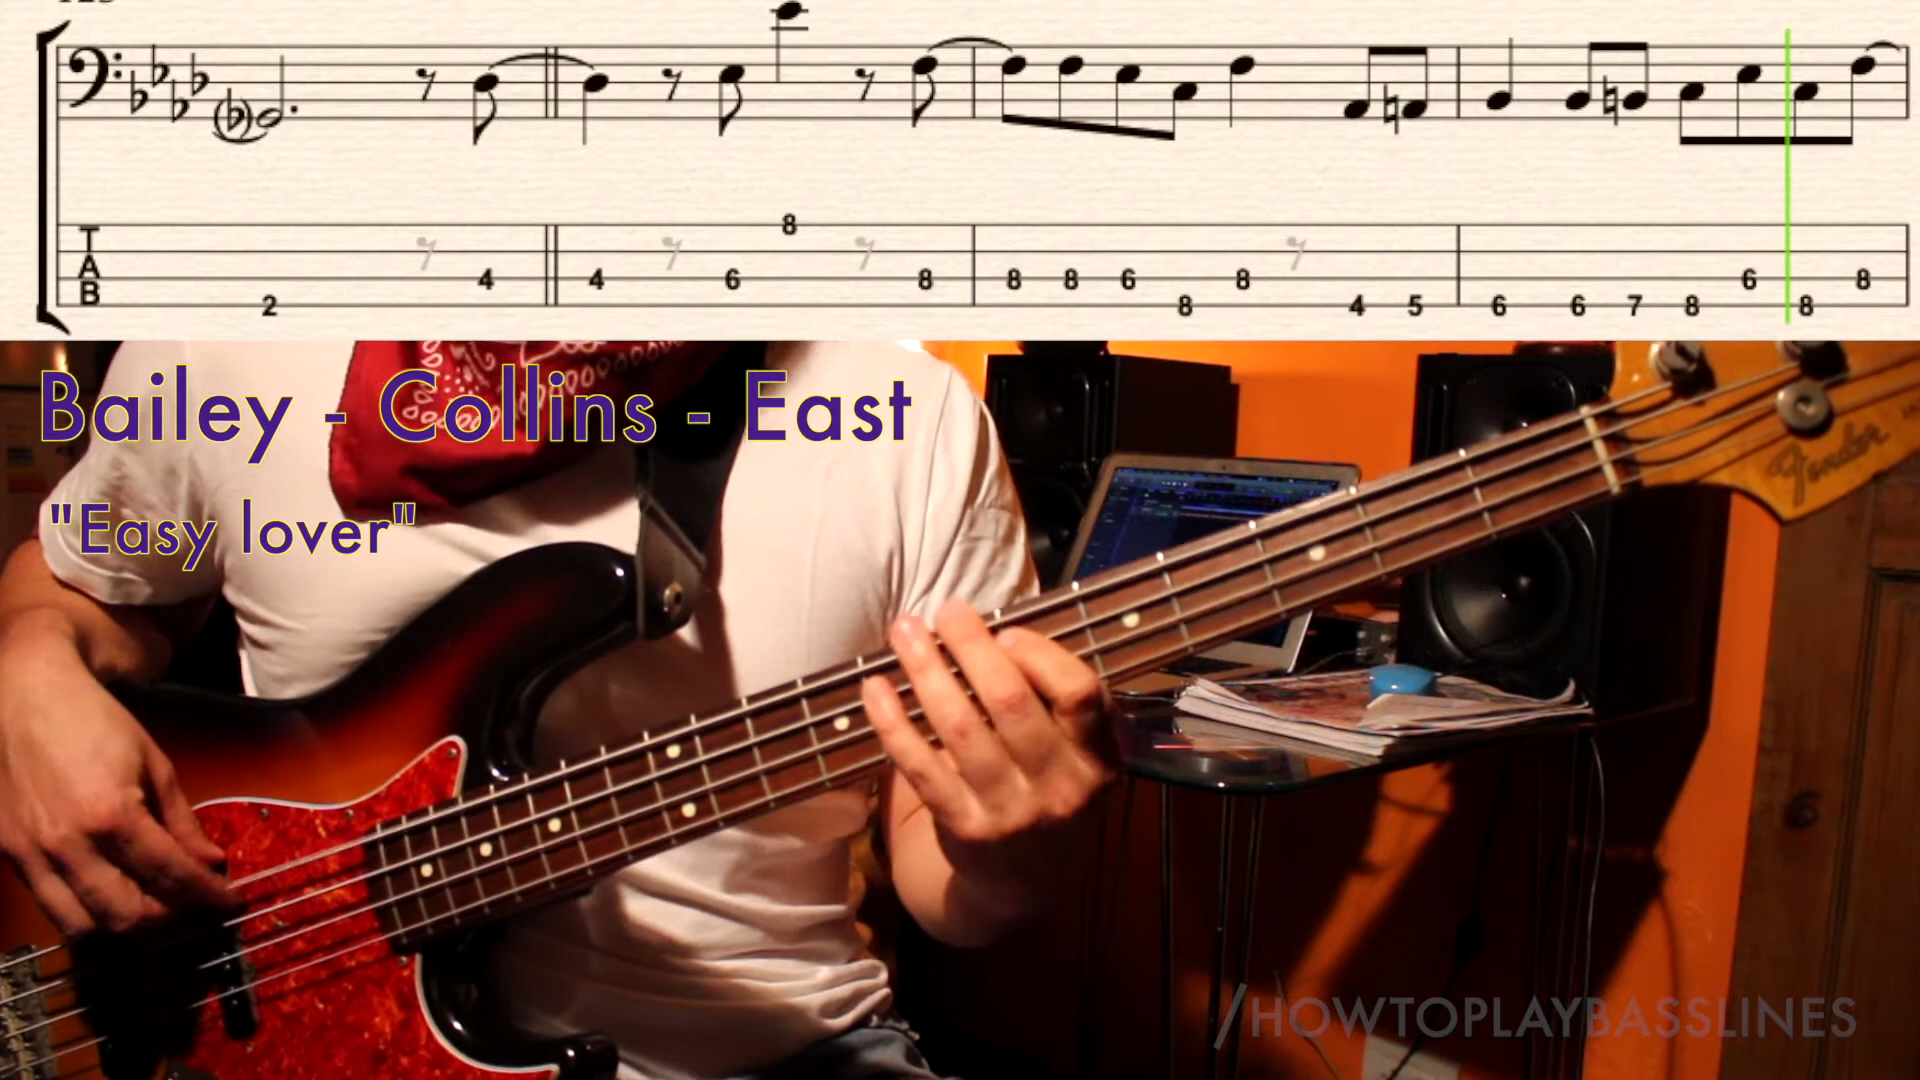 8
T
A
B
2 4 4 6 8 8 8 6 8 8 4 5 6 6 7 8 6 8 8
Bailey - Collins - East
"Easy lover"
Fender
/HOWTOPLAYBASSLINES